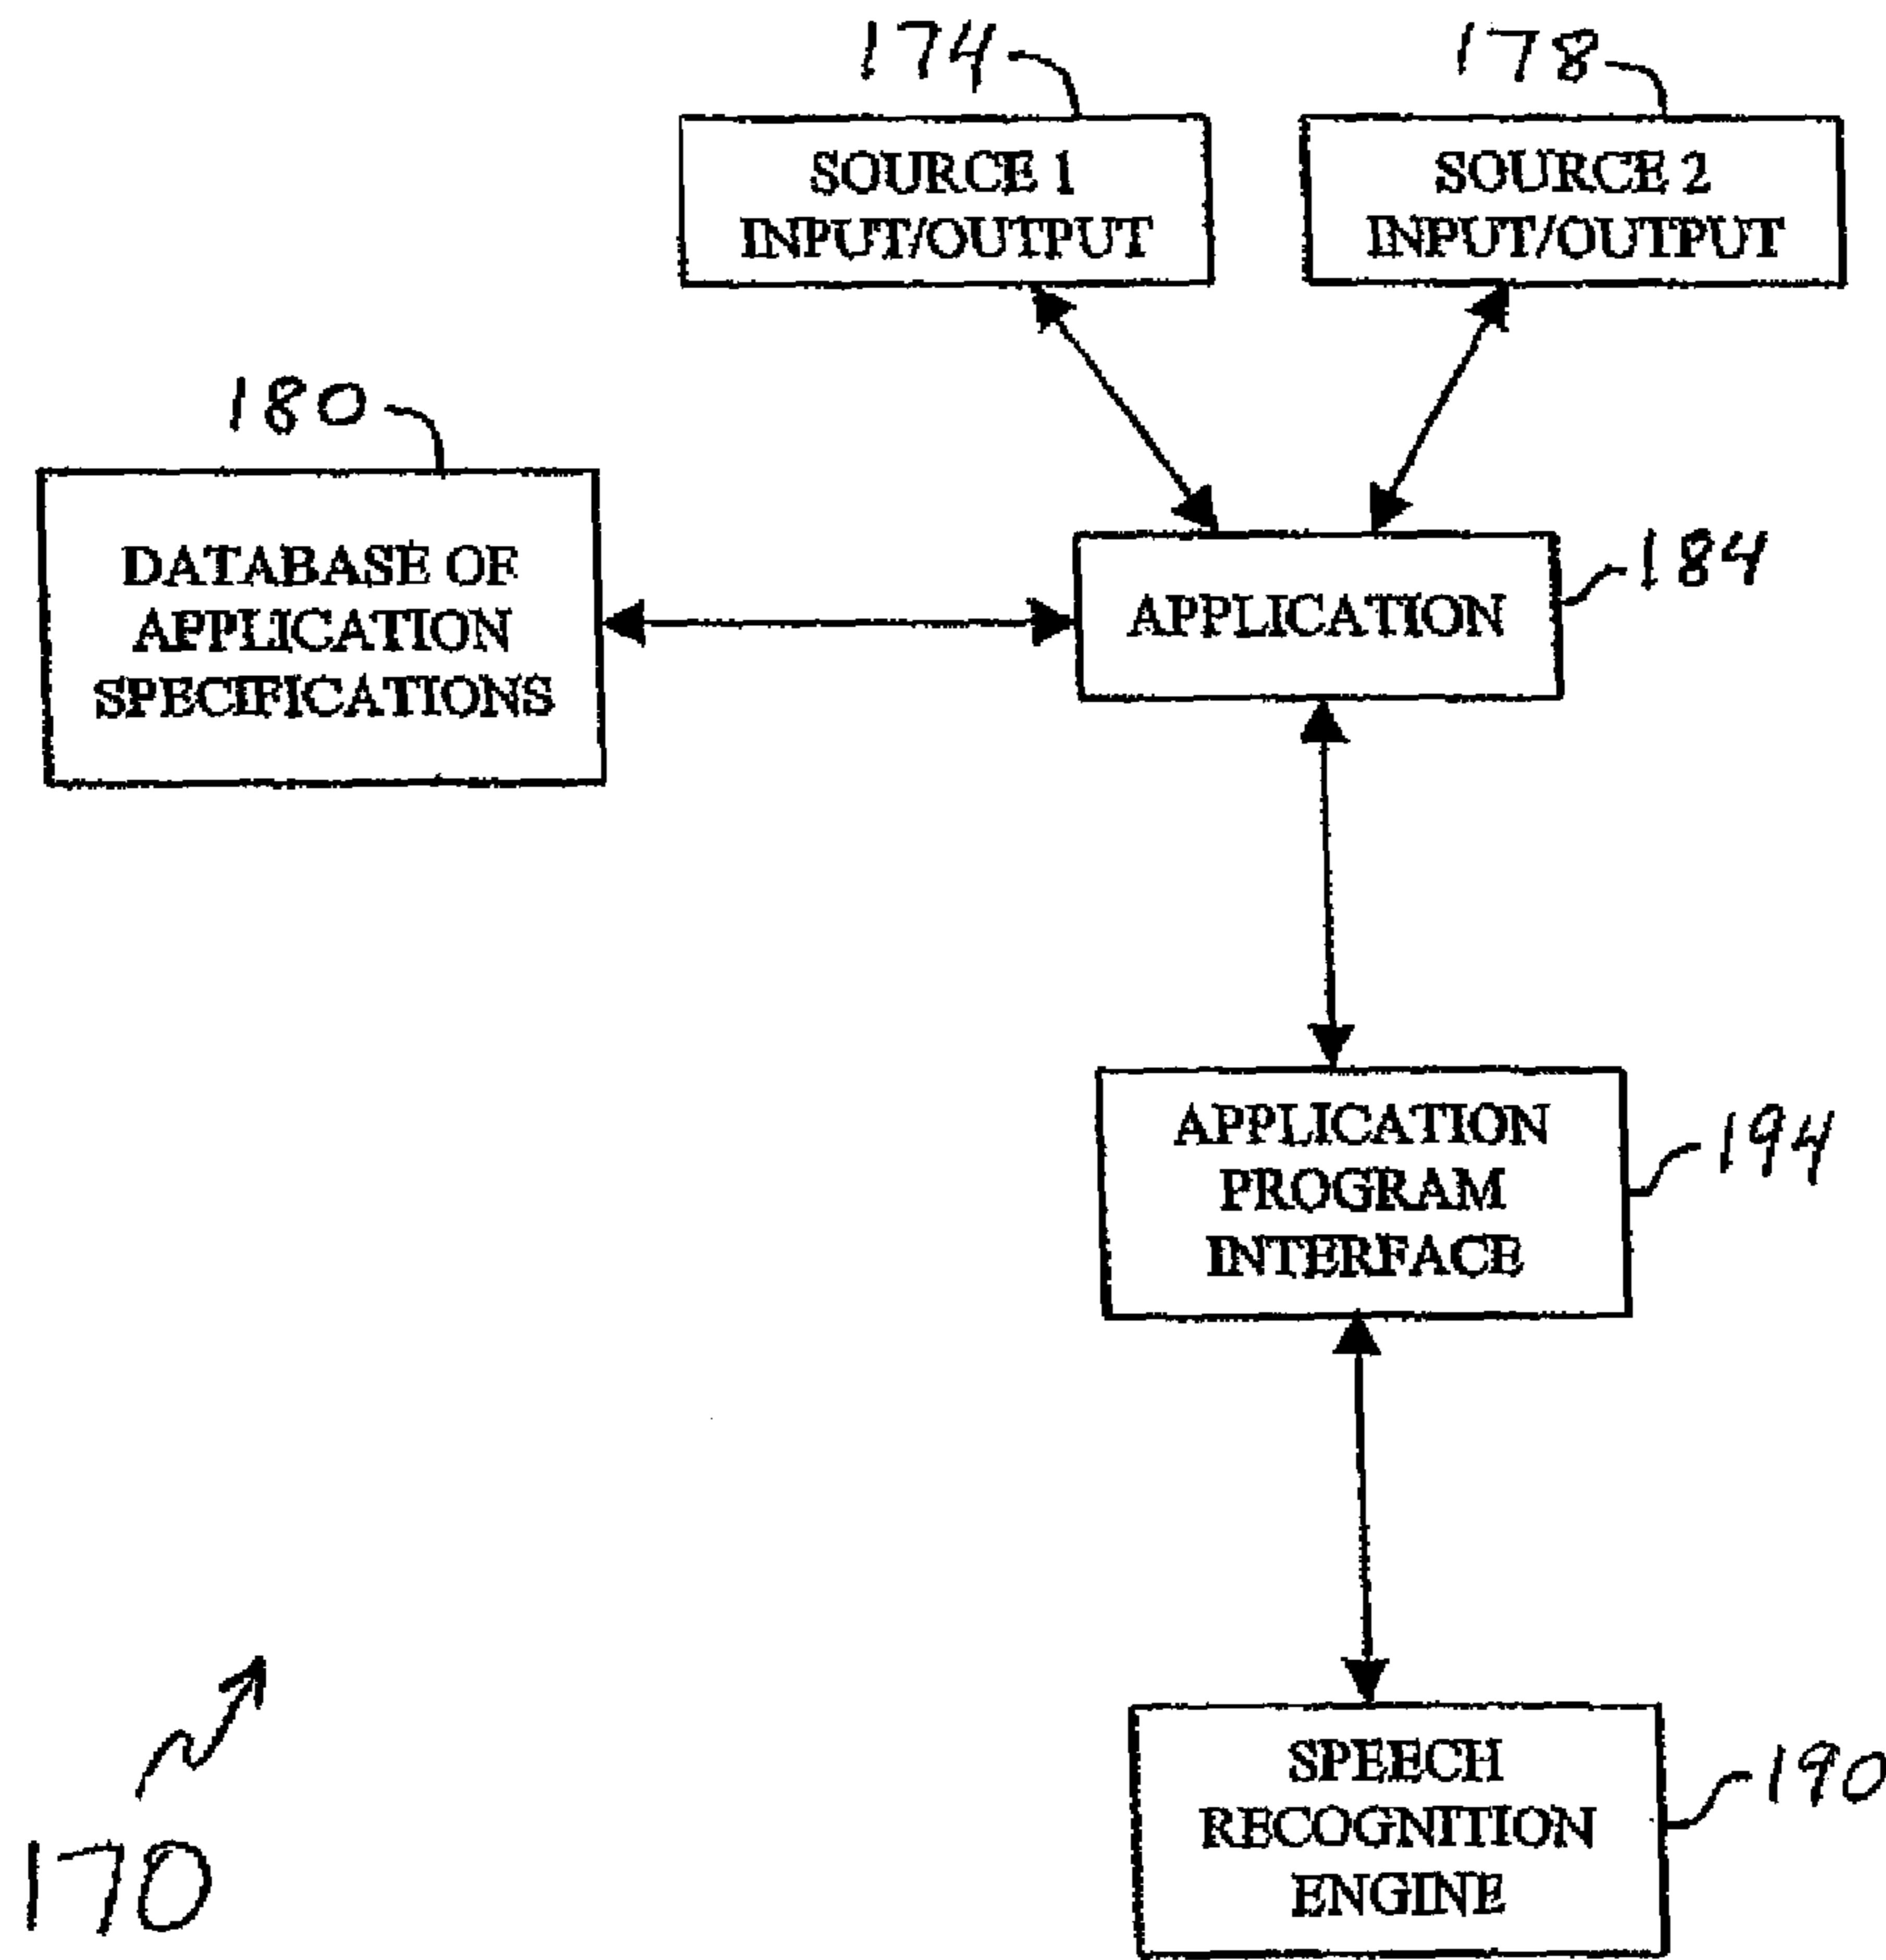 174
178
SOURCE 1
INPUT/OUTPUT
SOURCE 2
INPUT/OUTPUT
180
DATABASE OF
APPLICATION
SPECIFICATIONS
APPLICATION
184
APPLICATION
PROGRAM
INTERFACE
194
SPEECH
RECOGNITION
ENGINE
190
170